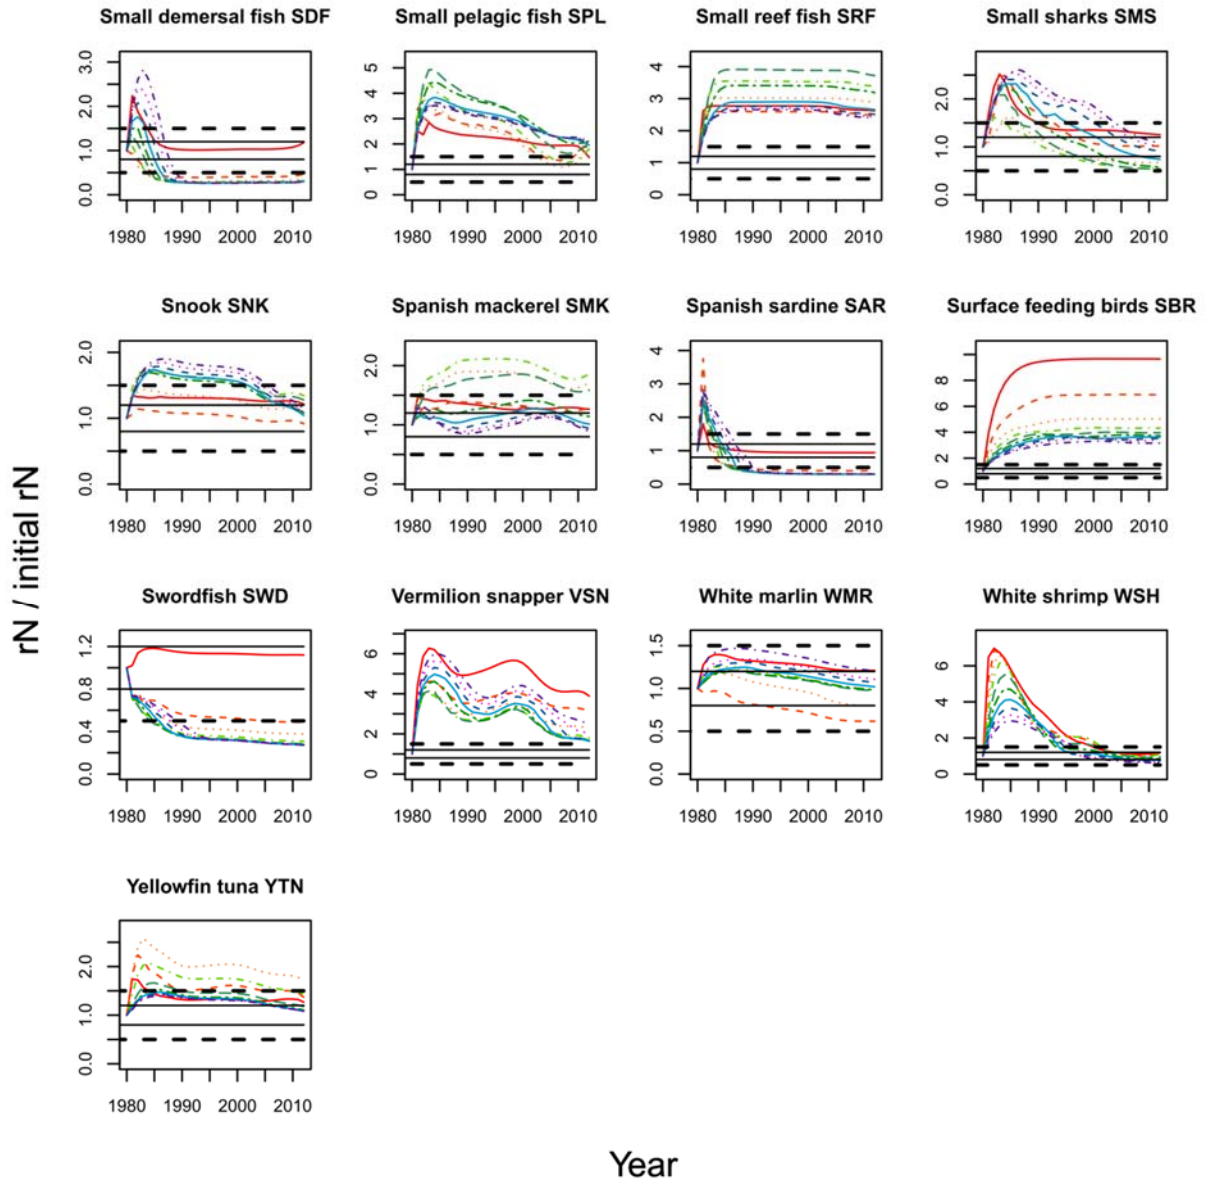 Small demersal fish SDF Small pelagic fish SPL Small reef fish SRF Small sharks SMS
3.0 2.0 1.0 0.0
5 4 3 2 1 0
4 3 2 1 0
2.0 1.0 0.0
1980 1990 2000 2010 1980 1990 2000 2010 1980 1990 2000 2010 1980 1990 2000 2010
Snook SNK Spanish mackerel SMK Spanish sardine SAR Surface feeding birds SBR
2.0 1.0 0.0
2.0 1.0 0.0
4 3 2 1 0
8 6 4 2 0
1980 1990 2000 2010 1980 1990 2000 2010 1980 1990 2000 2010 1980 1990 2000 2010
rN / initial rN
Swordfish SWD Vermilion snapper VSN White marlin WMR White shrimp WSH
1.2 0.8 0.4 0.0
6 4 2 0
1.5 1.0 0.5 0.0
6 4 2 0
1980 1990 2000 2010 1980 1990 2000 2010 1980 1990 2000 2010 1980 1990 2000 2010
Yellowfin tuna YTN
2.0 1.0 0.0
1980 1990 2000 2010
Year